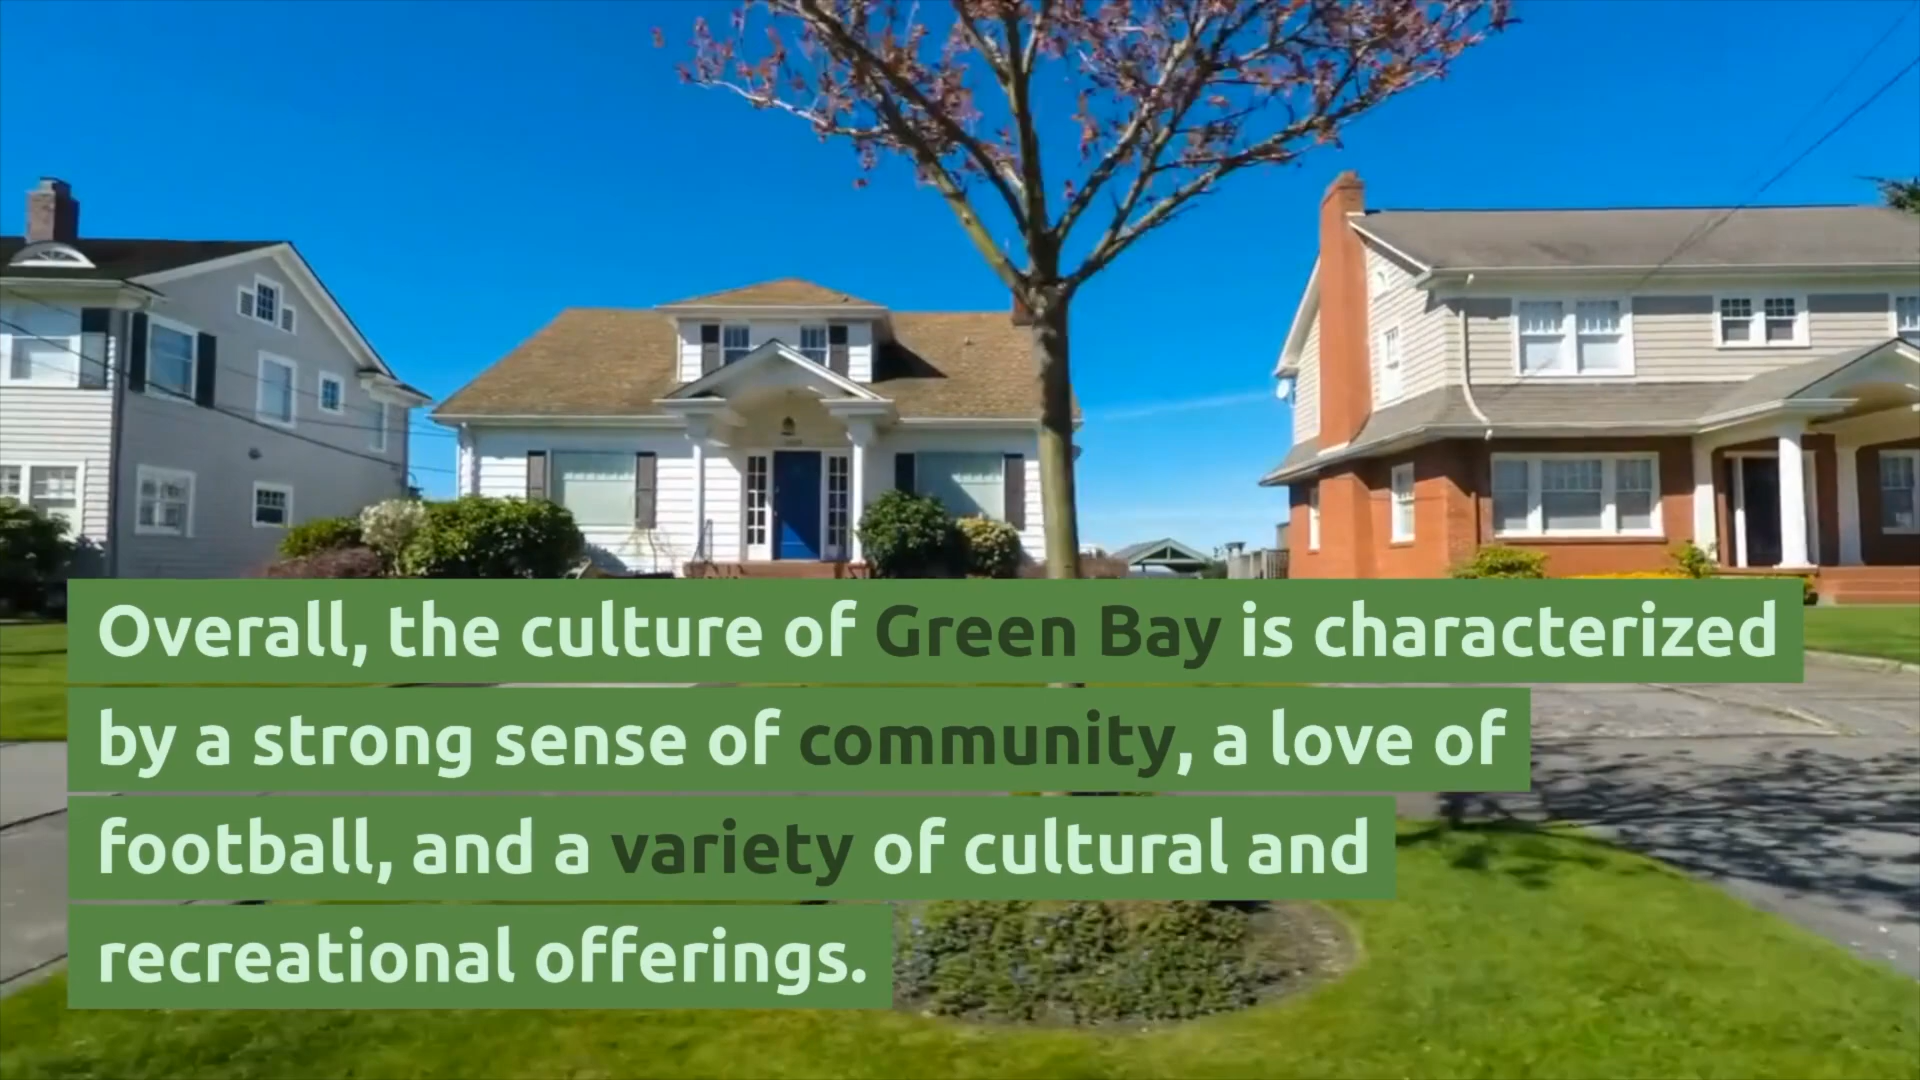 Overall, the culture of Green Bay is characterized
by a strong sense of community, a love of
football, and a variety of cultural and
recreational offerings.